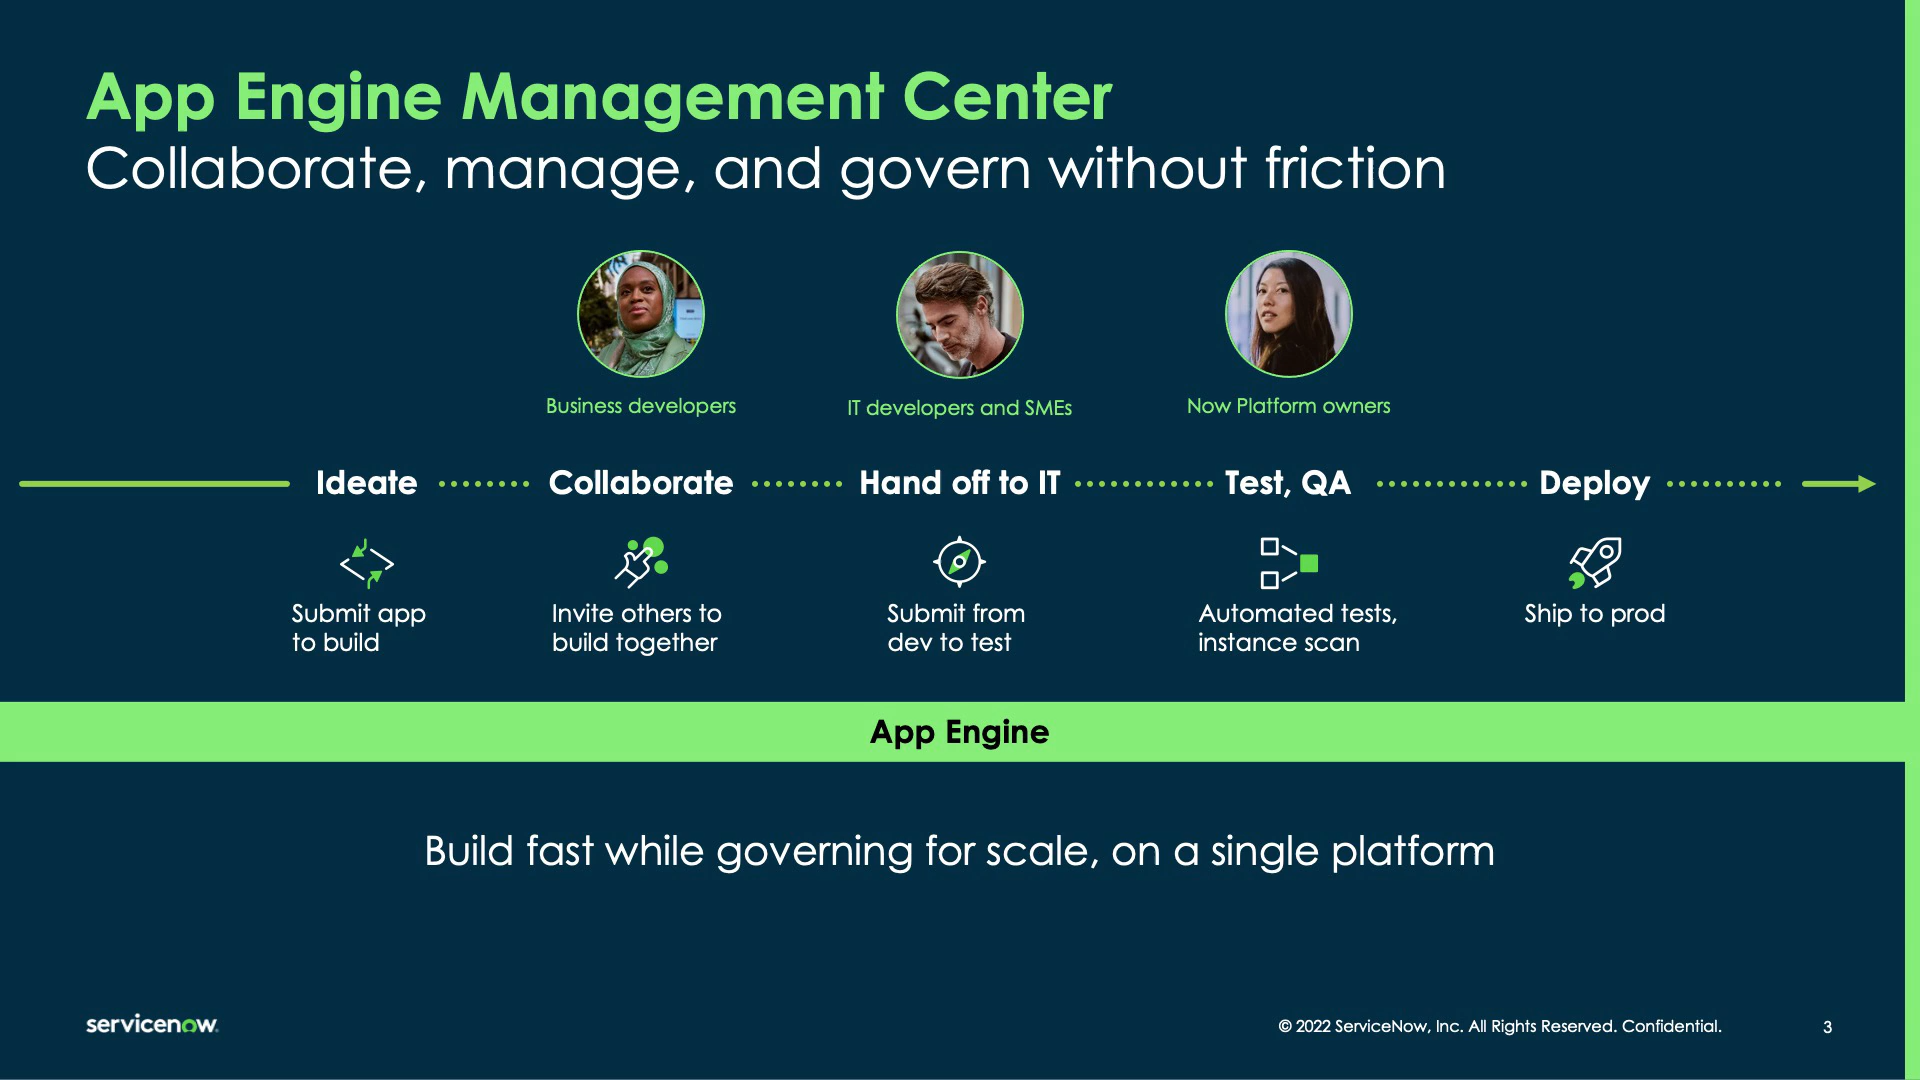 App Engine Management Center
Collaborate, manage, and govern without friction
Business developers
IT developers and SMEs
Now Platform owners
Ideate
Collaborate
Hand off to IT
Test, QA
Deploy
Submit app
to build
Invite others to
build together
Submit from
dev to test
Automated tests,
instance scan
Ship to prod
App Engine
Build fast while governing for scale, on a single platform
servicenow
© 2022 ServiceNow, Inc. All Rights Reserved. Confidential.
3